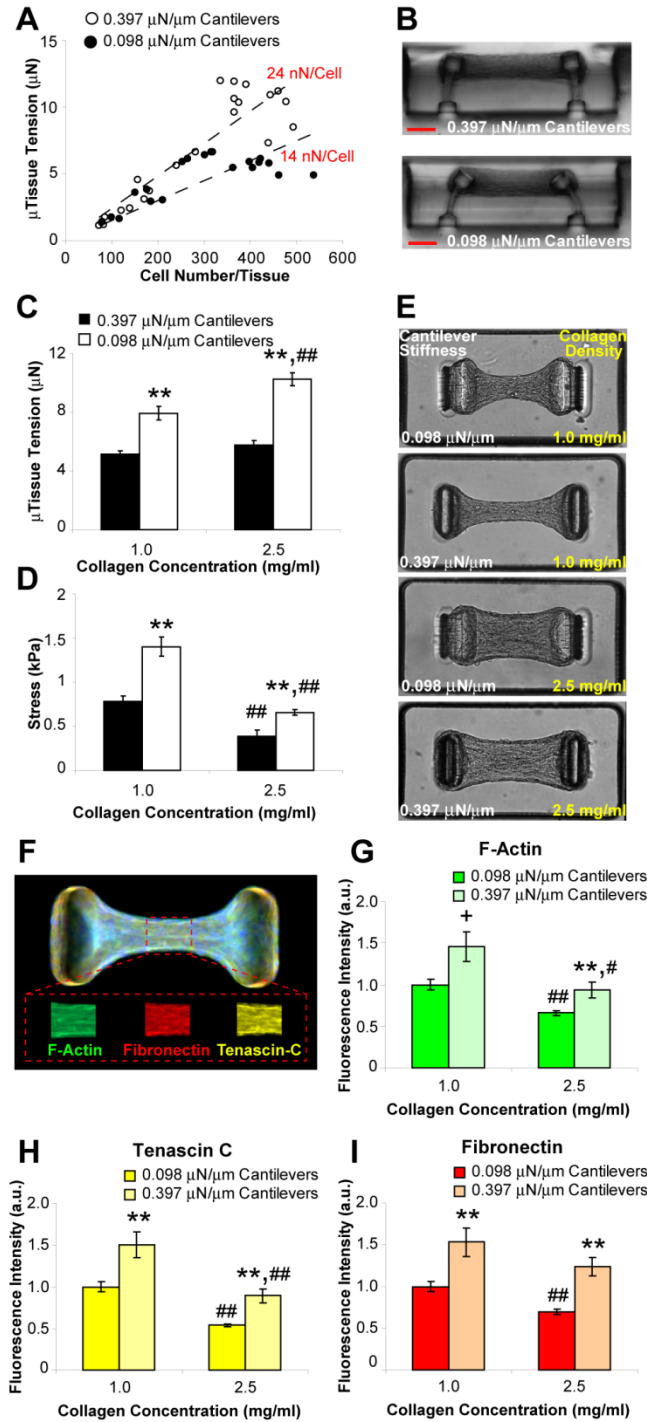 A
0.397 μN/μm Cantilevers
0.098 μN/μm Cantilevers
μTissue Tension (μN)
15
10
5
0
24 nN/Cell
14 nN/Cell
0 100 200 300 400 500 600
Cell Number/Tissue
B
0.397 μN/μm Cantilevers
0.098 μN/μm Cantilevers
C
0.397 μN/μm Cantilevers
0.098 μN/μm Cantilevers
μTissue Tension (μN)
12
9
6
3
0
**
**,##
1.0 2.5
Collagen Concentration (mg/ml)
D
Stress (kPa)
2
1.5
1
0.5
0
**
##
**,##
1.0 2.5
Collagen Concentration (mg/ml)
E
Cantilever Stiffness
Collagen Density
0.098 μN/μm 1.0 mg/ml
0.397 μN/μm 1.0 mg/ml
0.098 μN/μm 2.5 mg/ml
0.397 μN/μm 2.5 mg/ml
F
F-Actin Fibronectin Tenascin-C
G
F-Actin
0.098 μN/μm Cantilevers
0.397 μN/μm Cantilevers
Fluorescence Intensity (a.u.)
2.0
1.5
1.0
0.5
0
+
##
**,#
1.0 2.5
Collagen Concentration (mg/ml)
H
Tenascin C
0.098 μN/μm Cantilevers
0.397 μN/μm Cantilevers
Fluorescence Intensity (a.u.)
2.0
1.5
1.0
0.5
0
**
##
**,##
1.0 2.5
Collagen Concentration (mg/ml)
I
Fibronectin
0.098 μN/μm Cantilevers
0.397 μN/μm Cantilevers
Fluorescence Intensity (a.u.)
2.0
1.5
1.0
0.5
0
**
##
**
1.0 2.5
Collagen Concentration (mg/ml)